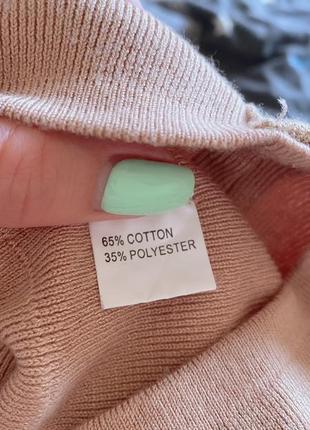 65% COTTON
35% POLYESTER